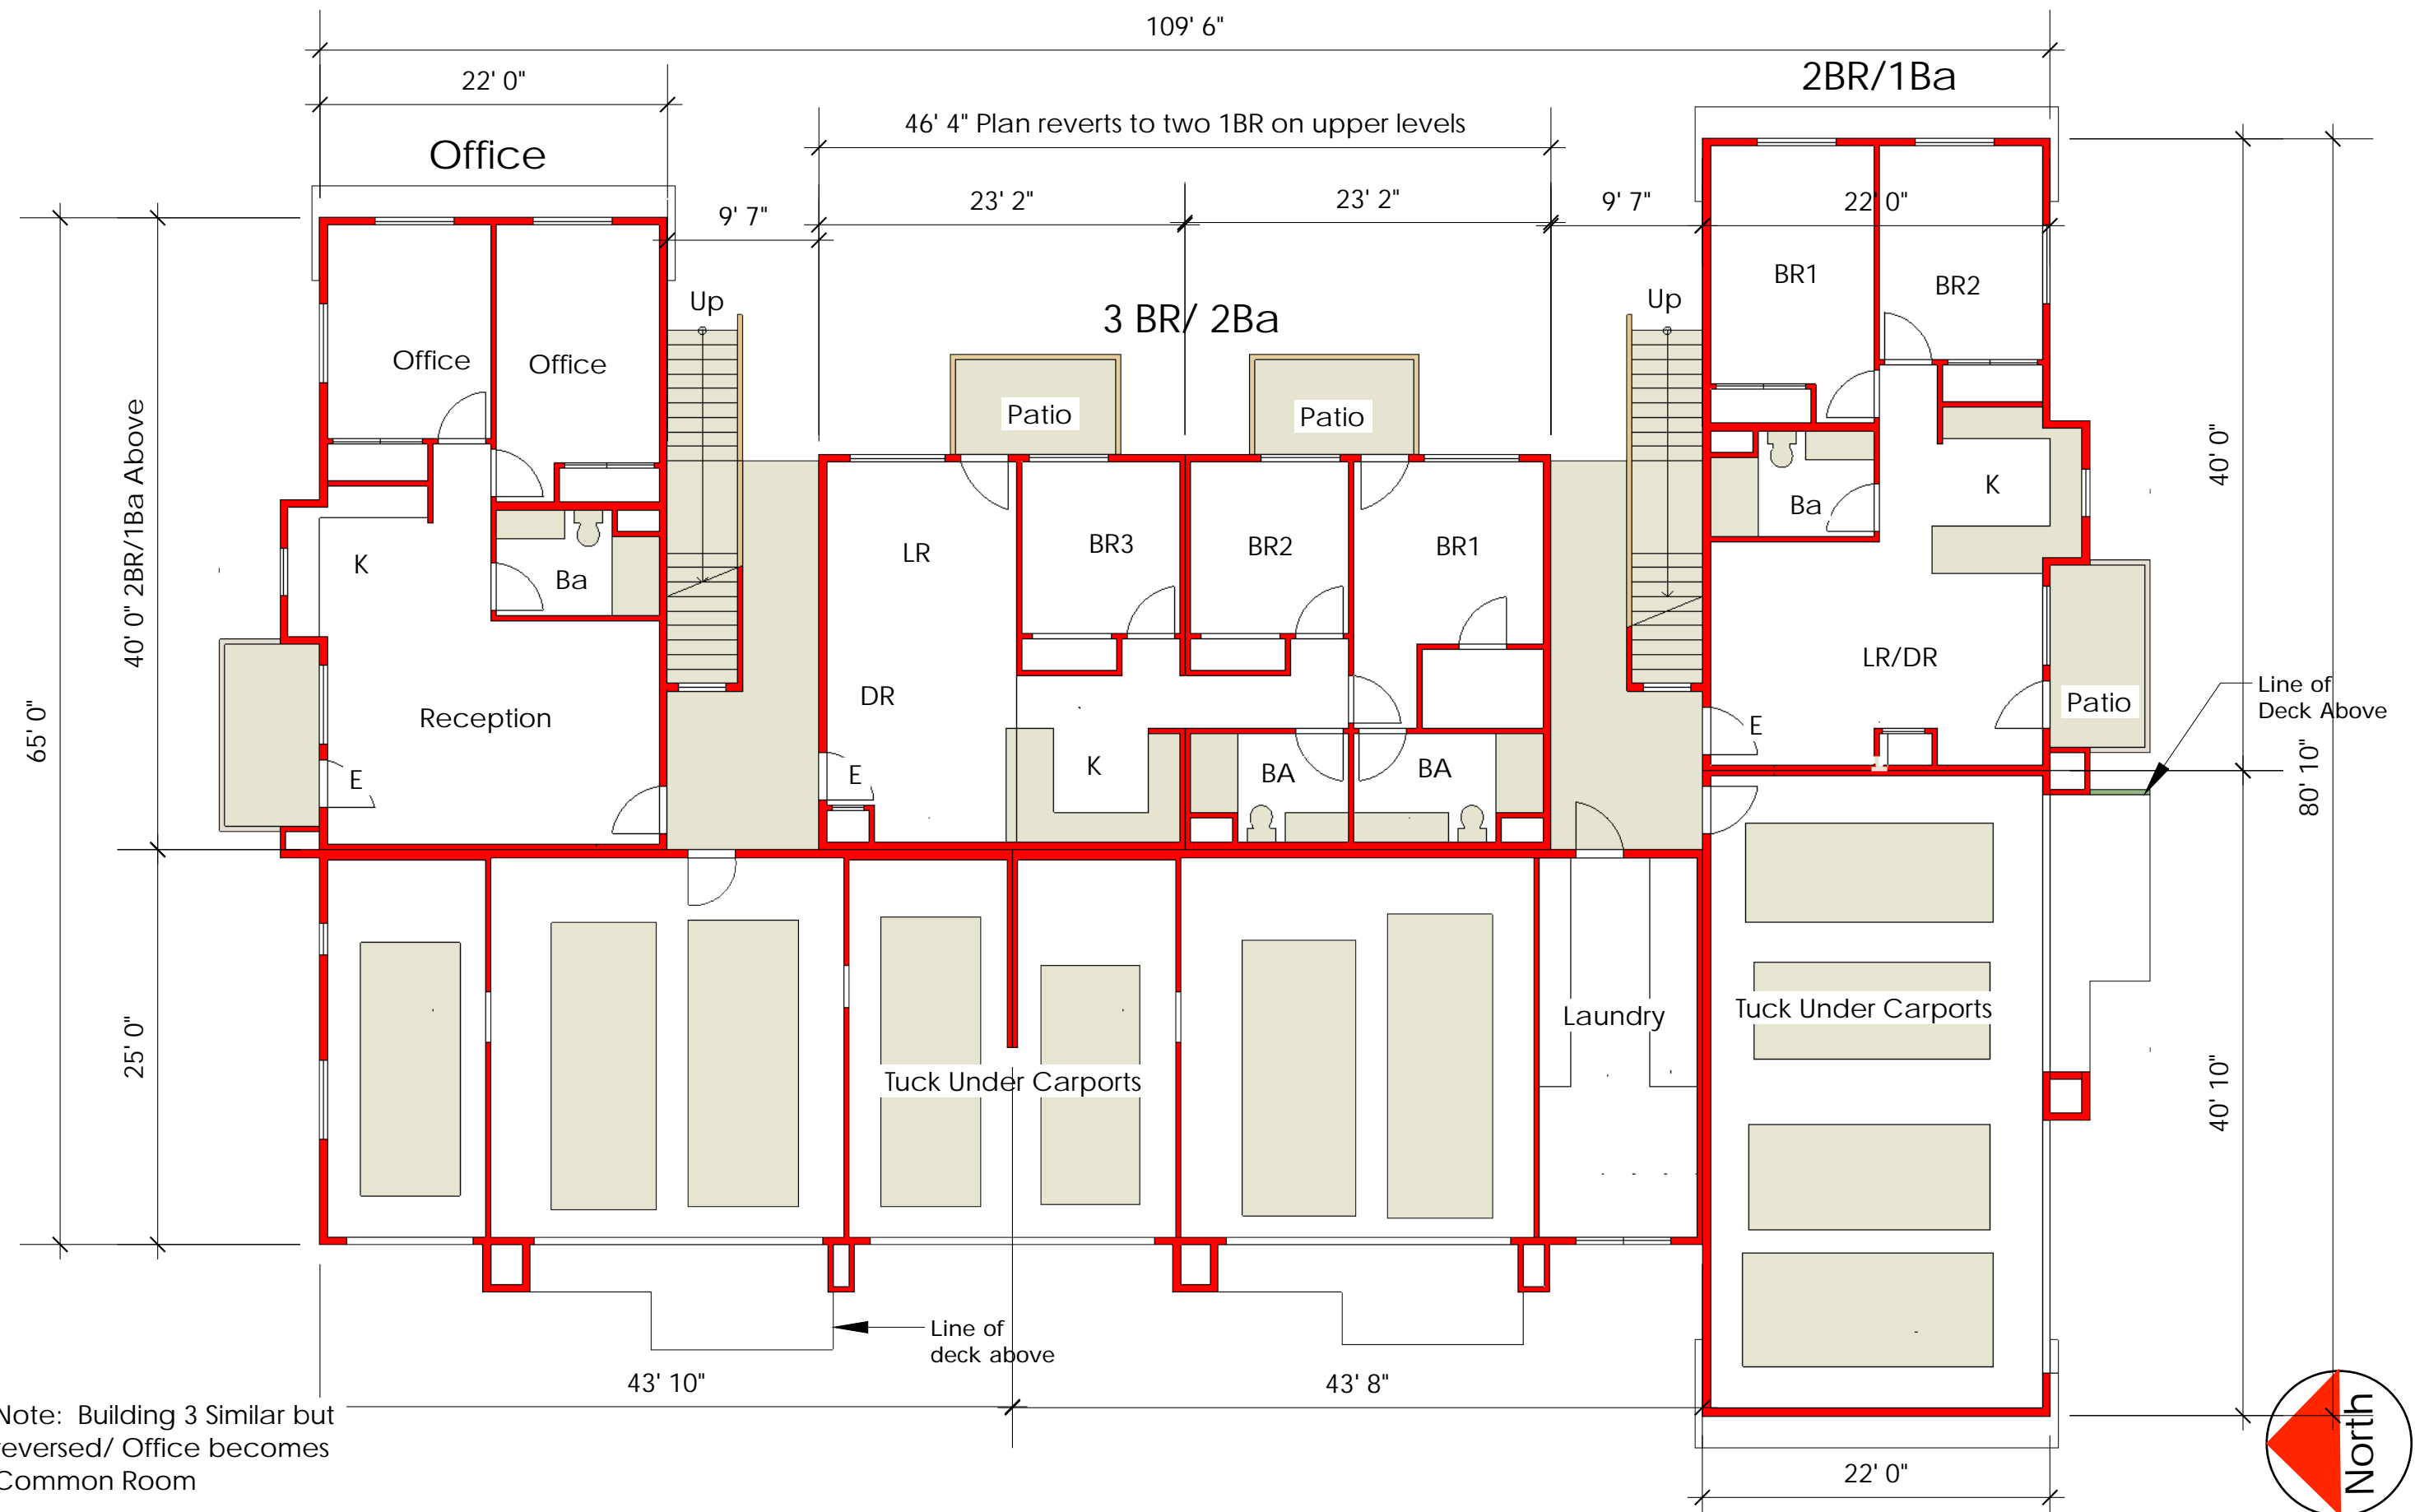 109' 6"
22' 0"
2BR/1Ba
46' 4" Plan reverts to two 1BR on upper levels
Office
9' 7"
23' 2"
23' 2"
9' 7"
22' 0"
Up
Up
3 BR/ 2Ba
BR1
BR2
Office
Office
Patio
Patio
40' 0" 2BR/1Ba Above
40' 0"
K
Ba
LR
BR3
BR2
BR1
Ba
K
65' 0"
Reception
DR
LR/DR
Patio
Line of
Deck Above
E
E
K
BA
BA
E
80' 10"
25' 0"
Tuck Under Carports
Laundry
Tuck Under Carports
40' 10"
Line of
deck above
43' 10"
43' 8"
22' 0"
Note: Building 3 Similar but
reversed/ Office becomes
Common Room
North